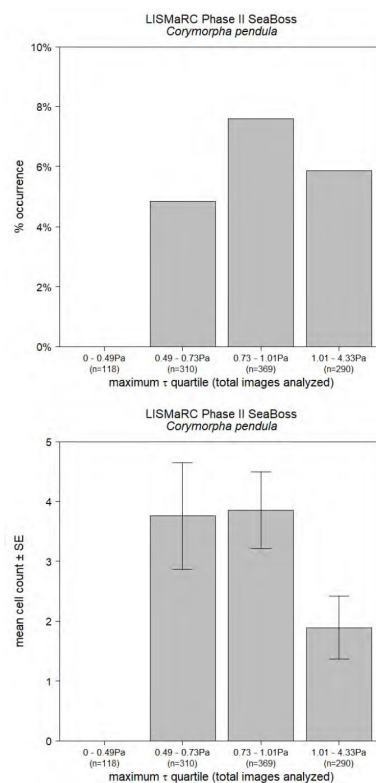 LISMaRC Phase II SeaBoss
Corymorpha pendula
10%
8%
6%
4%
2%
0%
% occurrence
0 - 0.49Pa 0.49 - 0.73Pa 0.73 - 1.01Pa 1.01 - 4.33Pa
(n=118) (n=310) (n=369) (n=290)
maximum τ quartile (total images analyzed)
LISMaRC Phase II SeaBoss
Corymorpha pendula
5
4
3
2
1
0
mean cell count ± SE
0 - 0.49Pa 0.49 - 0.73Pa 0.73 - 1.01Pa 1.01 - 4.33Pa
(n=118) (n=310) (n=369) (n=290)
maximum τ quartile (total images analyzed)